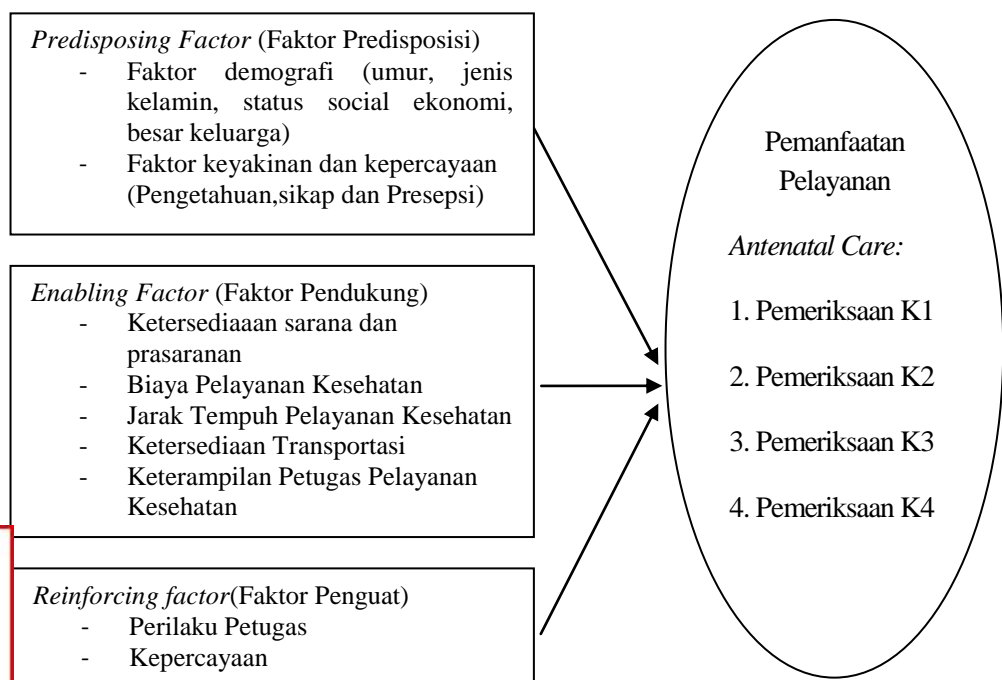 Predisposing Factor (Faktor Predisposisi)
- Faktor demografi (umur, jenis
kelamin, status social ekonomi,
besar keluarga)
- Faktor keyakinan dan kepercayaan
(Pengetahuan,sikap dan Presepsi)
Enabling Factor (Faktor Pendukung)
- Ketersediaaan sarana dan
prasaranan
- Biaya Pelayanan Kesehatan
- Jarak Tempuh Pelayanan Kesehatan
- Ketersediaan Transportasi
- Keterampilan Petugas Pelayanan
Kesehatan
Reinforcing factor(Faktor Penguat)
- Perilaku Petugas
- Kepercayaan
Pemanfaatan
Pelayanan
Antenatal Care:
1. Pemeriksaan K1
2. Pemeriksaan K2
3. Pemeriksaan K3
4. Pemeriksaan K4